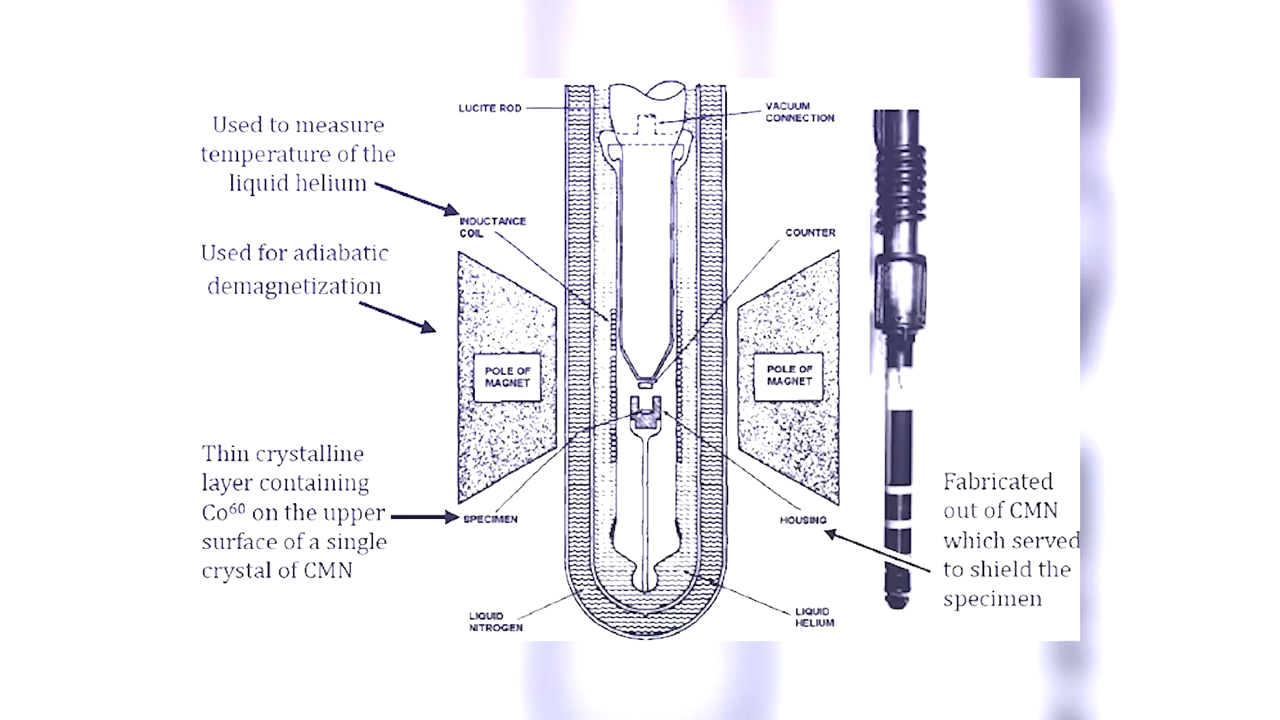 LUCITE ROD
VACUUM
CONNECTION
Used to measure
temperature of the
liquid helium
INDUCTANCE
COIL
COUNTER
Used for adiabatic
demagnetization
POLE OF
MAGNET
POLE OF
MAGNET
Thin crystalline
layer containing
Co⁶⁰ on the upper
surface of a single
crystal of CMN
SPECIMEN
HOUSING
Fabricated
out of CMN
which served
to shield the
specimen
LIQUID
NITROGEN
LIQUID
HELIUM